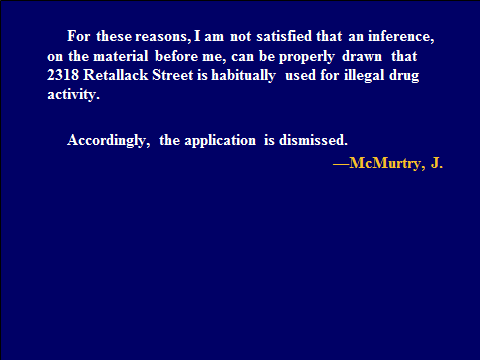 For these reasons, I am not satisfied that an inference,
on the material before me, can be properly drawn that
2318 Retallack Street is habitually used for illegal drug
activity.
Accordingly, the application is dismissed.
—McMurtry, J.